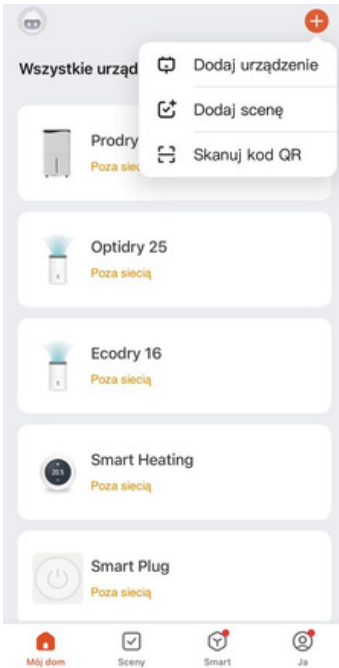 Wszystkie urząd
Dodaj urządzenie
Dodaj scenę
Skanuj kod QR
Prodry
Poza siec
Optidry 25
Poza siecią
Ecodry 16
Poza siecią
20.5
Smart Heating
Poza siecią
Smart Plug
Poza siecią
Mój dom
Sceny
Smart
Ja